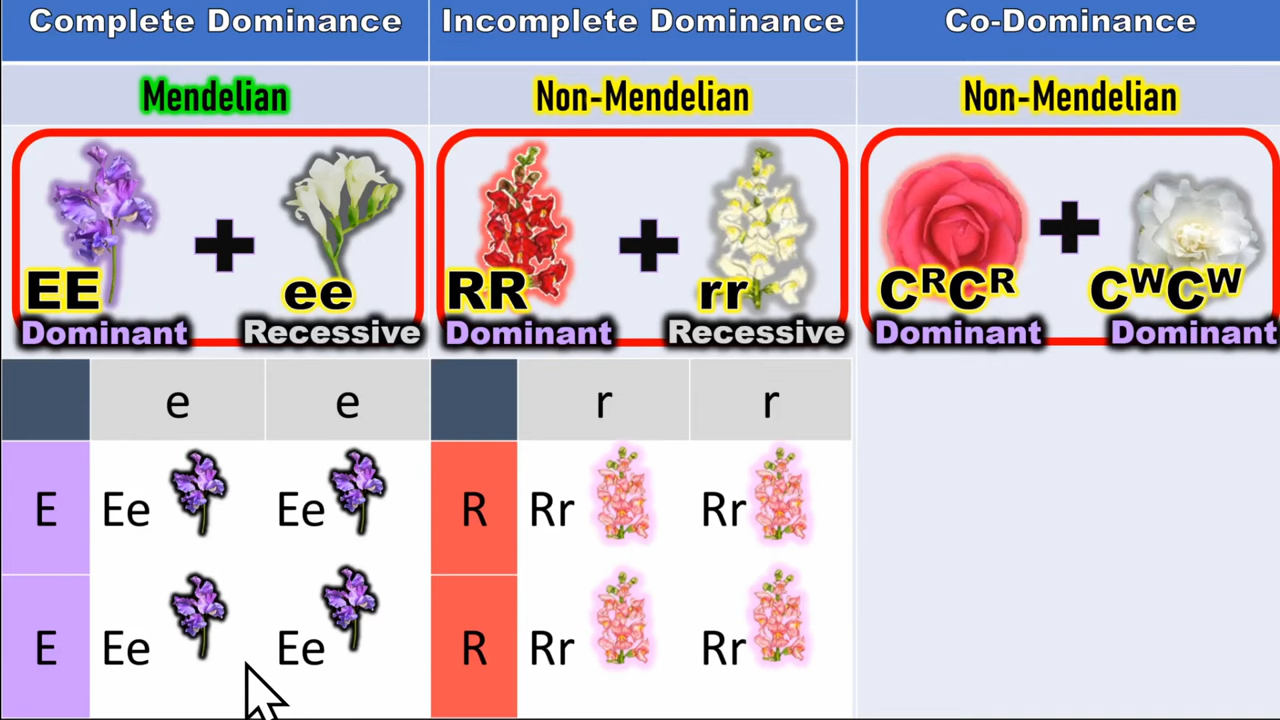 Complete Dominance
Incomplete Dominance
Co-Dominance
Mendelian
Non-Mendelian
Non-Mendelian
EE
ee
Dominant
Recessive
RR
rr
Dominant
Recessive
CᴿCᴿ
CᵂCᵂ
Dominant
Dominant
e e
E Ee Ee
E Ee Ee
r r
R Rr Rr
R Rr Rr